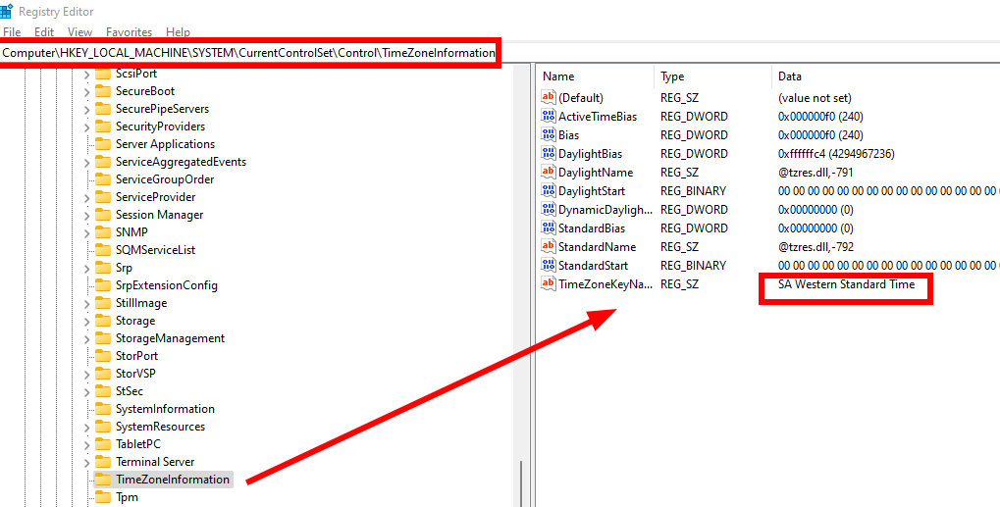 Registry Editor
File Edit View Favorites Help
Computer\HKEY_LOCAL_MACHINE\SYSTEM\CurrentControlSet\Control\TimeZoneInformation
ScsiPort
SecureBoot
SecurePipeServers
SecurityProviders
Server Applications
ServiceAggregatedEvents
ServiceGroupOrder
ServiceProvider
Session Manager
SNMP
SQMServiceList
Srp
SrpExtensionConfig
StillImage
Storage
StorageManagement
StorPort
StorVSP
StSec
SystemInformation
SystemResources
TabletPC
Terminal Server
TimeZoneInformation
Tpm
Name Type Data
(Default) REG_SZ (value not set)
ActiveTimeBias REG_DWORD 0x000000f0 (240)
Bias REG_DWORD 0x000000f0 (240)
DaylightBias REG_DWORD 0xffffffc4 (4294967236)
DaylightName REG_SZ @tzres.dll,-791
DaylightStart REG_BINARY 00 00 00 00 00 00 00 00 00 00 00 00 00 00 00
DynamicDayligh... REG_DWORD 0x00000000 (0)
StandardBias REG_DWORD 0x00000000 (0)
StandardName REG_SZ @tzres.dll,-792
StandardStart REG_BINARY 00 00 00 00 00 00 00 00 00 00 00 00 00 00 00
TimeZoneKeyNa... REG_SZ SA Western Standard Time